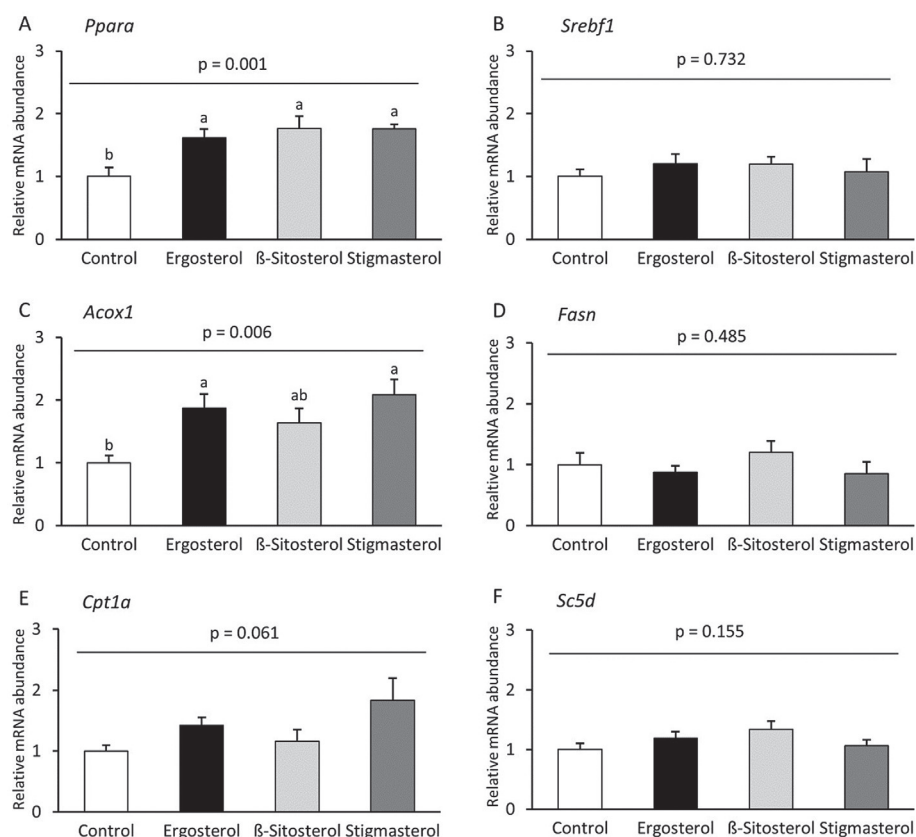 A Ppara
p = 0.001
Relative mRNA abundance
3
2
1
0
b
a
a
a
Control Ergosterol ß-Sitosterol Stigmasterol
B Srebf1
p = 0.732
Relative mRNA abundance
3
2
1
0
Control Ergosterol ß-Sitosterol Stigmasterol
C Acox1
p = 0.006
Relative mRNA abundance
3
2
1
0
b
a
ab
a
Control Ergosterol ß-Sitosterol Stigmasterol
D Fasn
p = 0.485
Realtive mRNA abundance
3
2
1
0
Control Ergosterol ß-Sitosterol Stigmasterol
E Cpt1a
p = 0.061
Relative mRNA abundance
3
2
1
0
Control Ergosterol ß-Sitosterol Stigmasterol
F Sc5d
p = 0.155
Relative mRNA abundance
3
2
1
0
Control Ergosterol ß-Sitosterol Stigmasterol